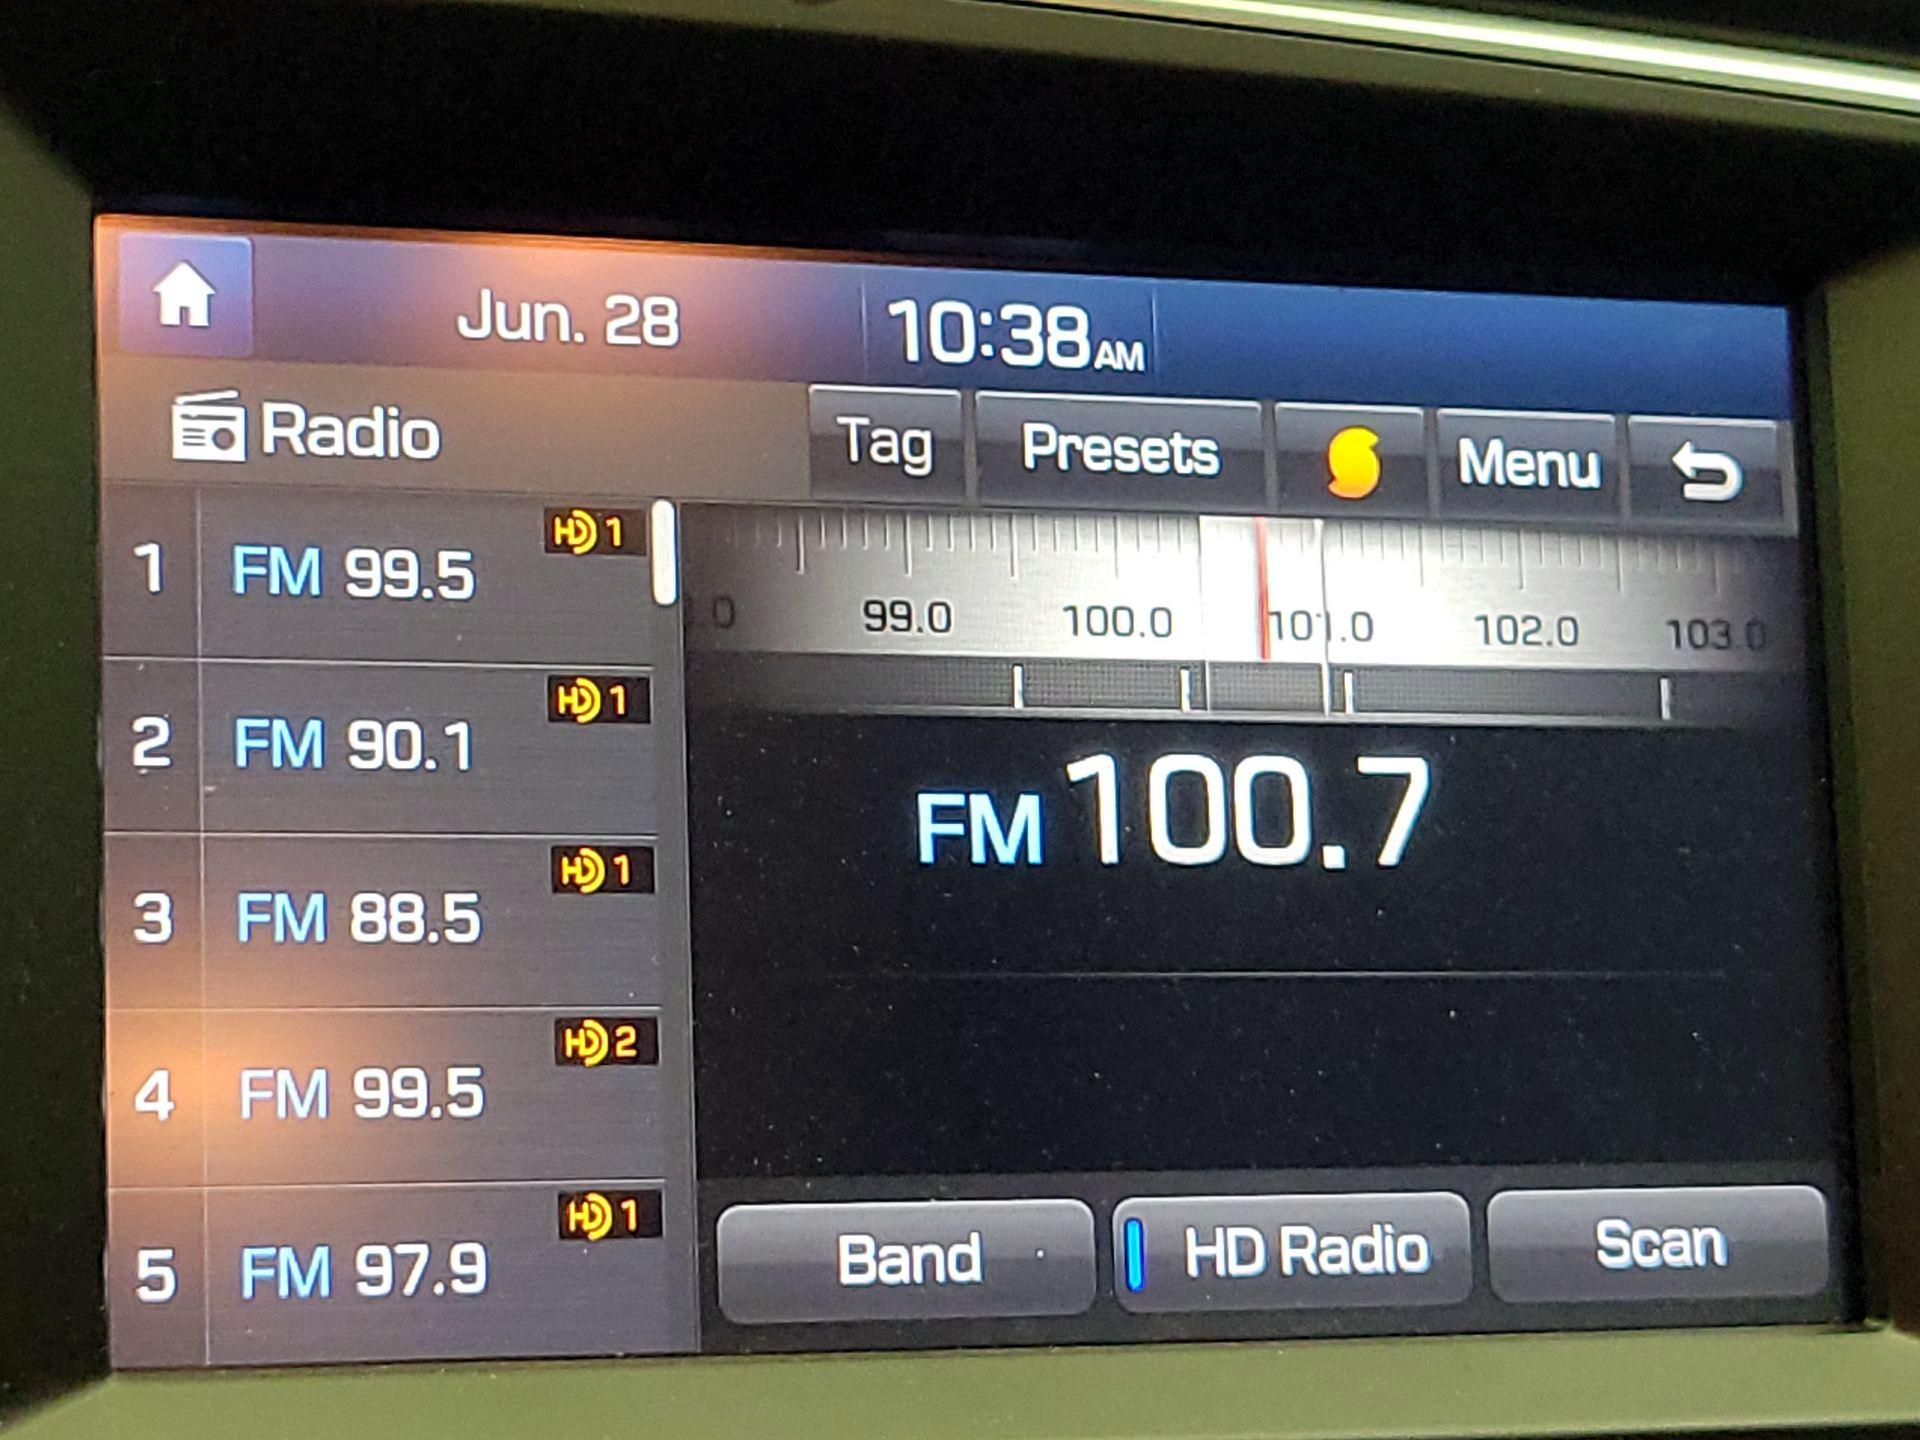 Jun. 28 10:38 AM
Radio Tag Presets Menu
1 FM 99.5 HD 1
2 FM 90.1 HD 1
3 FM 88.5 HD 1
4 FM 99.5 HD 2
5 FM 97.9 HD 1
99.0 100.0 101.0 102.0 103.0
FM 100.7
Band HD Radio Scan